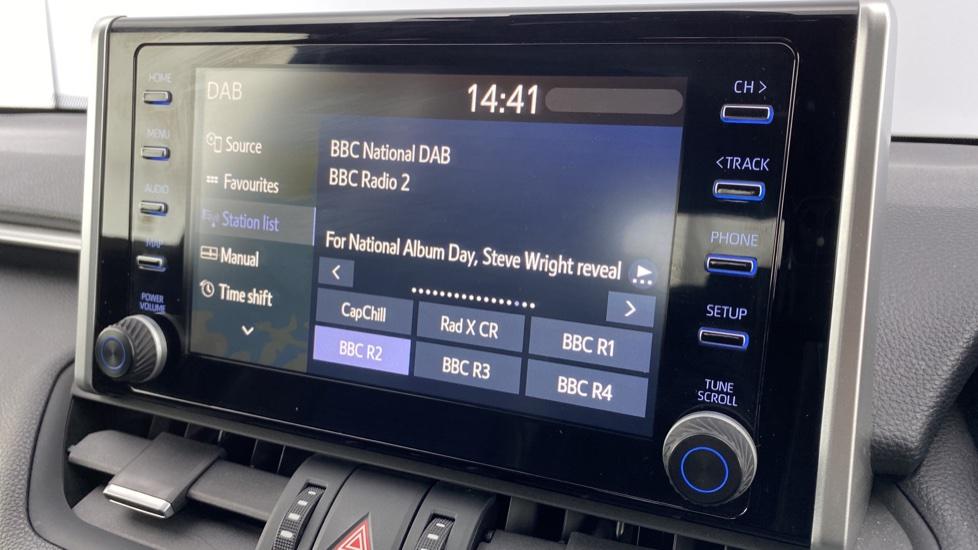 HOME
MENU
AUDIO
MAP
POWER
VOLUME
DAB
14:41
Source
Favourites
Station list
Manual
Time shift
BBC National DAB
BBC Radio 2
For National Album Day, Steve Wright reveal
CapChill
Rad X CR
BBC R1
BBC R2
BBC R3
BBC R4
CH >
<TRACK
PHONE
SETUP
TUNE
SCROLL